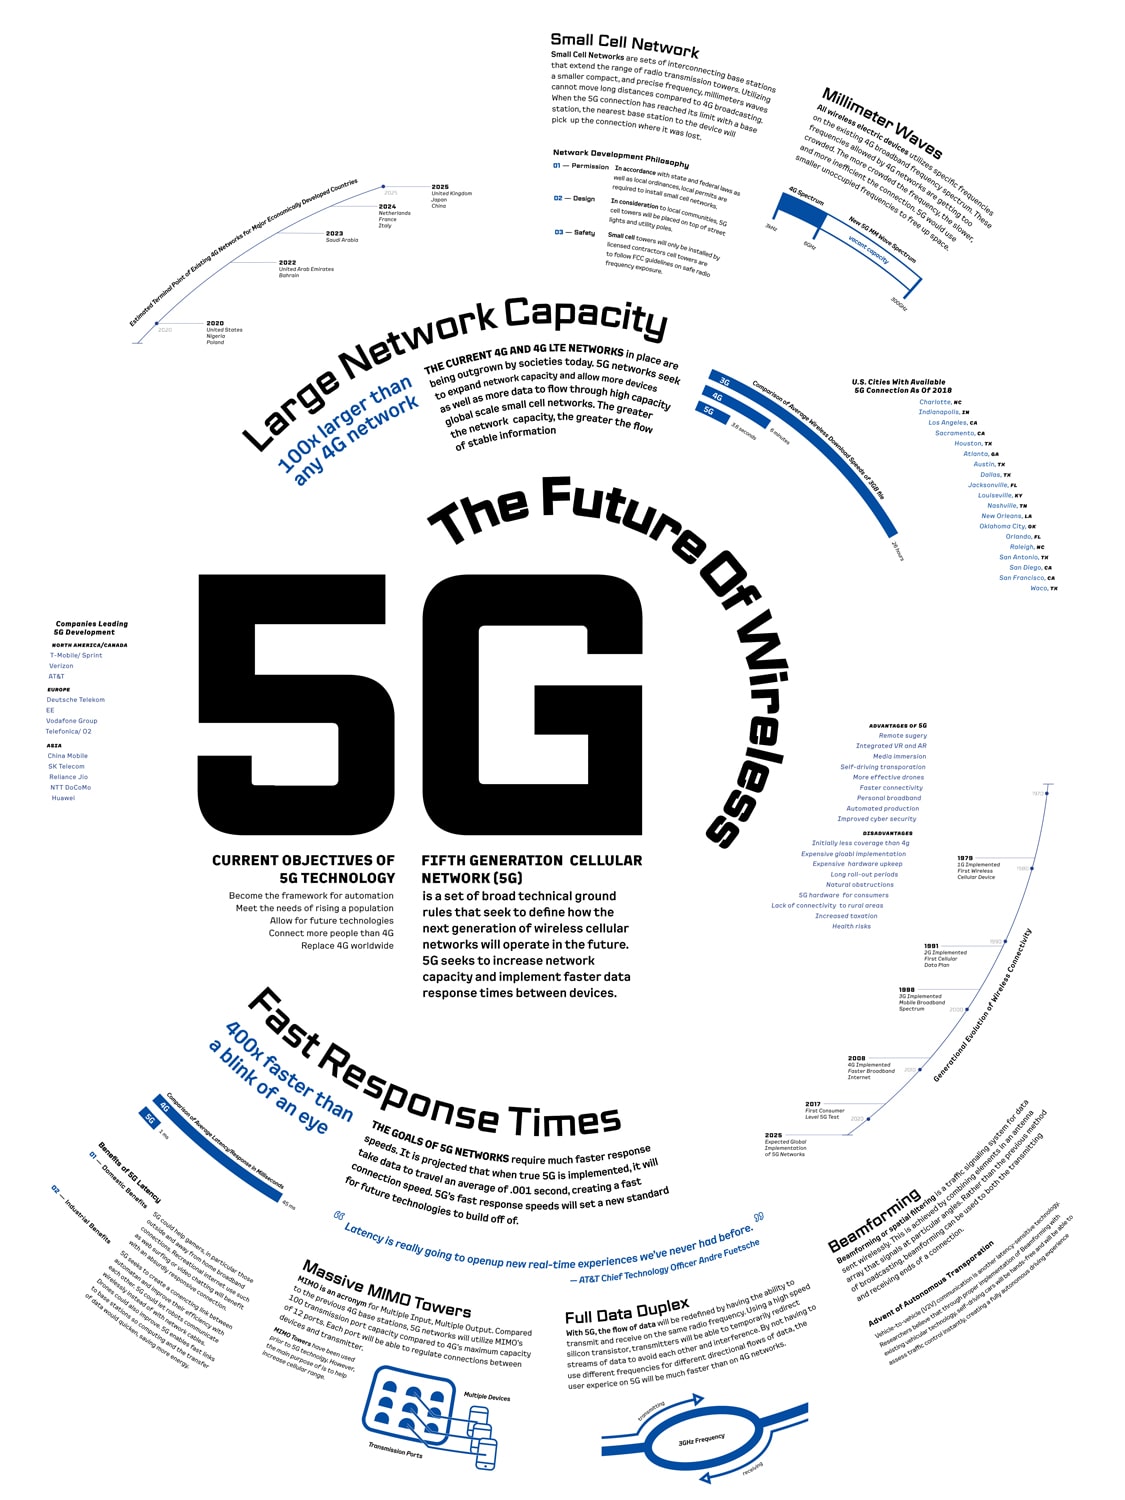 Small Cell Network
Small Cell Networks are sets of interconnecting base stations
that extend the range of radio transmission towers. Utilizing
a smaller compact, and precise frequency, millimeters waves
cannot move long distances compared to 4G broadcasting.
When the 5G connection has reached its limit with a base
station, the nearest base station to the device will
pick up the connection where it was lost.
Network Development Philosophy
01 — Permission
In accordance with state and federal laws as
well as local ordinances, local permits are
required to install small cell networks.
02 — Design
In consideration to local communities, 5G
cell towers will be placed on top of street
lights and utility poles.
03 — Safety
Small cell towers will only be installed by
licensed contractors cell towers are
to follow FCC guidelines on safe radio
frequency exposure.
Millimeter Waves
All wireless electric devices utilizes specific frequencies
on the existing 4G broadband frequency spectrum. These
frequencies allowed by 4G networks are getting too
crowded. The more crowded the frequency, the slower,
and more inefficient the connection. 5G would use
smaller unoccupied frequencies to free up space.
4G Spectrum
New 5G MM Wave Spectrum
vacant capacity
3kHz
6GHz
300GHz
Estimated Terminal Point of Existing 4G Networks for Major Economically Developed Countries
2025
2025
United Kingdom
Japan
China
2024
Netherlands
France
Italy
2023
Saudi Arabia
2022
United Arab Emirates
Bahrain
2020
2020
United States
Nigeria
Poland
Large Network Capacity
100x larger than
any 4G network
THE CURRENT 4G AND 4G LTE NETWORKS in place are
being outgrown by societies today. 5G networks seek
to expand network capacity and allow more devices
as well as more data to flow through high capacity
global scale small cell networks. The greater
the network capacity, the greater the flow
of stable information
3G
4G
5G
Comparison of Average Wireless Download Speeds of 3GB file
3.6 seconds
6 minutes
26 hours
U.S. Cities With Available
5G Connection As Of 2018
Charlotte, NC
Indianapolis, IN
Los Angeles, CA
Sacramento, CA
Houston, TX
Atlanta, GA
Austin, TX
Dallas, TX
Jacksonville, FL
Louiseville, KY
Nashville, TN
New Orleans, LA
Oklahoma City, OK
Orlando, FL
Raleigh, NC
San Antonio, TX
San Diego, CA
San Francisco, CA
Waco, TX
The Future Of Wireless
5G
Companies Leading
5G Development
NORTH AMERICA/CANADA
T-Mobile/ Sprint
Verizon
AT&T
EUROPE
Deutsche Telekom
EE
Vodafone Group
Telefonica/ O2
ASIA
China Mobile
SK Telecom
Reliance Jio
NTT DoCoMo
Huawei
CURRENT OBJECTIVES OF
5G TECHNOLOGY
Become the framework for automation
Meet the needs of rising a population
Allow for future technologies
Connect more people than 4G
Replace 4G worldwide
FIFTH GENERATION CELLULAR
NETWORK (5G)
is a set of broad technical ground
rules that seek to define how the
next generation of wireless cellular
networks will operate in the future.
5G seeks to increase network
capacity and implement faster data
response times between devices.
ADVANTAGES OF 5G
Remote sugery
Integrated VR and AR
Media immersion
Self-driving transporation
More effective drones
Faster connectivity
Personal broadband
Automated production
Improved cyber security
DISADVANTAGES
Initially less coverage than 4g
Expensive gloabl implementation
Expensive hardware upkeep
Long roll-out periods
Natural obstructions
5G hardware for consumers
Lack of connectivity to rural areas
Increased taxation
Health risks
Generational Evolution of Wireless Connectivity
1970
1979
1G Implemented
First Wireless
Cellular Device
1980
1991
2G Implemented
First Cellular
Data Plan
1990
1998
3G Implemented
Mobile Broadband
Spectrum
2000
2008
4G Implemented
Faster Broadband
Internet
2010
2017
First Consumer
Level 5G Test
2020
2025
Expected Global
Implementation
of 5G Networks
Fast Response Times
400x faster than
a blink of an eye
THE GOALS OF 5G NETWORKS require much faster response
speeds. It is projected that when true 5G is implemented, it will
take data to travel an average of .001 second, creating a fast
connection speed. 5G's fast response speeds will set a new standard
for future technologies to build off of.
Latency is really going to openup new real-time experiences we've never had before.
— AT&T Chief Technology Officer Andre Fuetsche
4G
5G
Comparison of Average Latency/Response in Milliseconds
1 ms
45 ms
Benefits of 5G Latency
01 — Domestic Benefits
5G could help gamers, in particular those
outside and away from home broadband
connections. Recreational internet use such
as web surfing or video chatting will benefit
with an absurdly responsive connection.
02 — Industrial Benefits
5G seeks to create a connecting link between
automation and improve their efficiency with
each other. 5G could let robots communicate
wirelessly instead of with network cables.
Drones could also improve. 5G enable fast links
to base stations so computing and the transfer
of data would quicken, saving more energy.
Massive MIMO Towers
MIMO is an acronym for Multiple Input, Multiple Output. Compared
to the previous 4G base stations, 5G networks will utilize MIMO's
100 transmission port capacity compared to 4G's maximum capacity
of 12 ports. Each port will be able to regulate connections between
devices and transmitter.
MIMO Towers have been used
prior to 5G technolgy. However,
the main purpose of is to help
increase cellular range.
Multiple Devices
Transmission Ports
Full Data Duplex
With 5G, the flow of data will be redefined by having the ability, to
transmit and receive on the same radio frequency. Using a high speed
silicon transistor, transmitters will be able to temporarily redirect
streams of data to avoid each other and interference. By not having to
use different frequencies for different directional flows of data, the
user experice on 5G will be much faster than on 4G networks.
transmitting
3GHz Frequency
receiving
Beamforming
Beamforming or spatial filtering is a traffic signaling system for data
sent wirelessly. This is achieved by combining elements in an antenna
array that signals at particular angles. Rather than the previous method
of broadcasting, beamforming can be used to both the transmitting
and receiving ends of a connection.
Advent of Autonomous Transporation
Vehicle-to-vehicle (V2V) communication is another latency-sensitive technology.
Researchers believe that through proper implementation of Beamforming with
existing vehicular technology, self-driving cars will be hands-free and will be able to
assess traffic control instantly, creating a fully autonomous driving experience